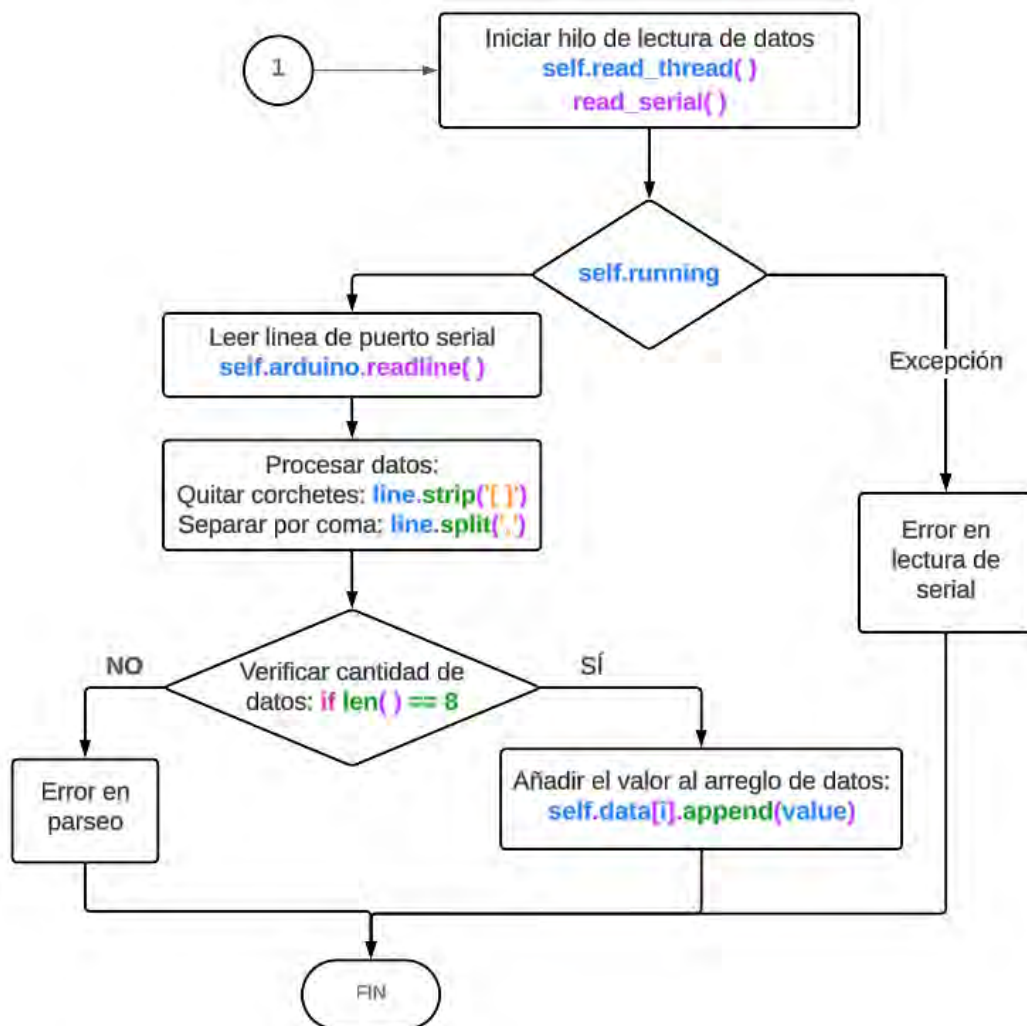 1
Iniciar hilo de lectura de datos
self.read_thread( )
read_serial( )
self.running
Leer linea de puerto serial
self.arduino.readline( )
Excepción
Procesar datos:
Quitar corchetes: line.strip('[ ]')
Separar por coma: line.split(',')
Error en
lectura de
serial
NO
Verificar cantidad de
datos: if len( ) == 8
SÍ
Error en
parseo
Añadir el valor al arreglo de datos:
self.data[i].append(value)
FIN